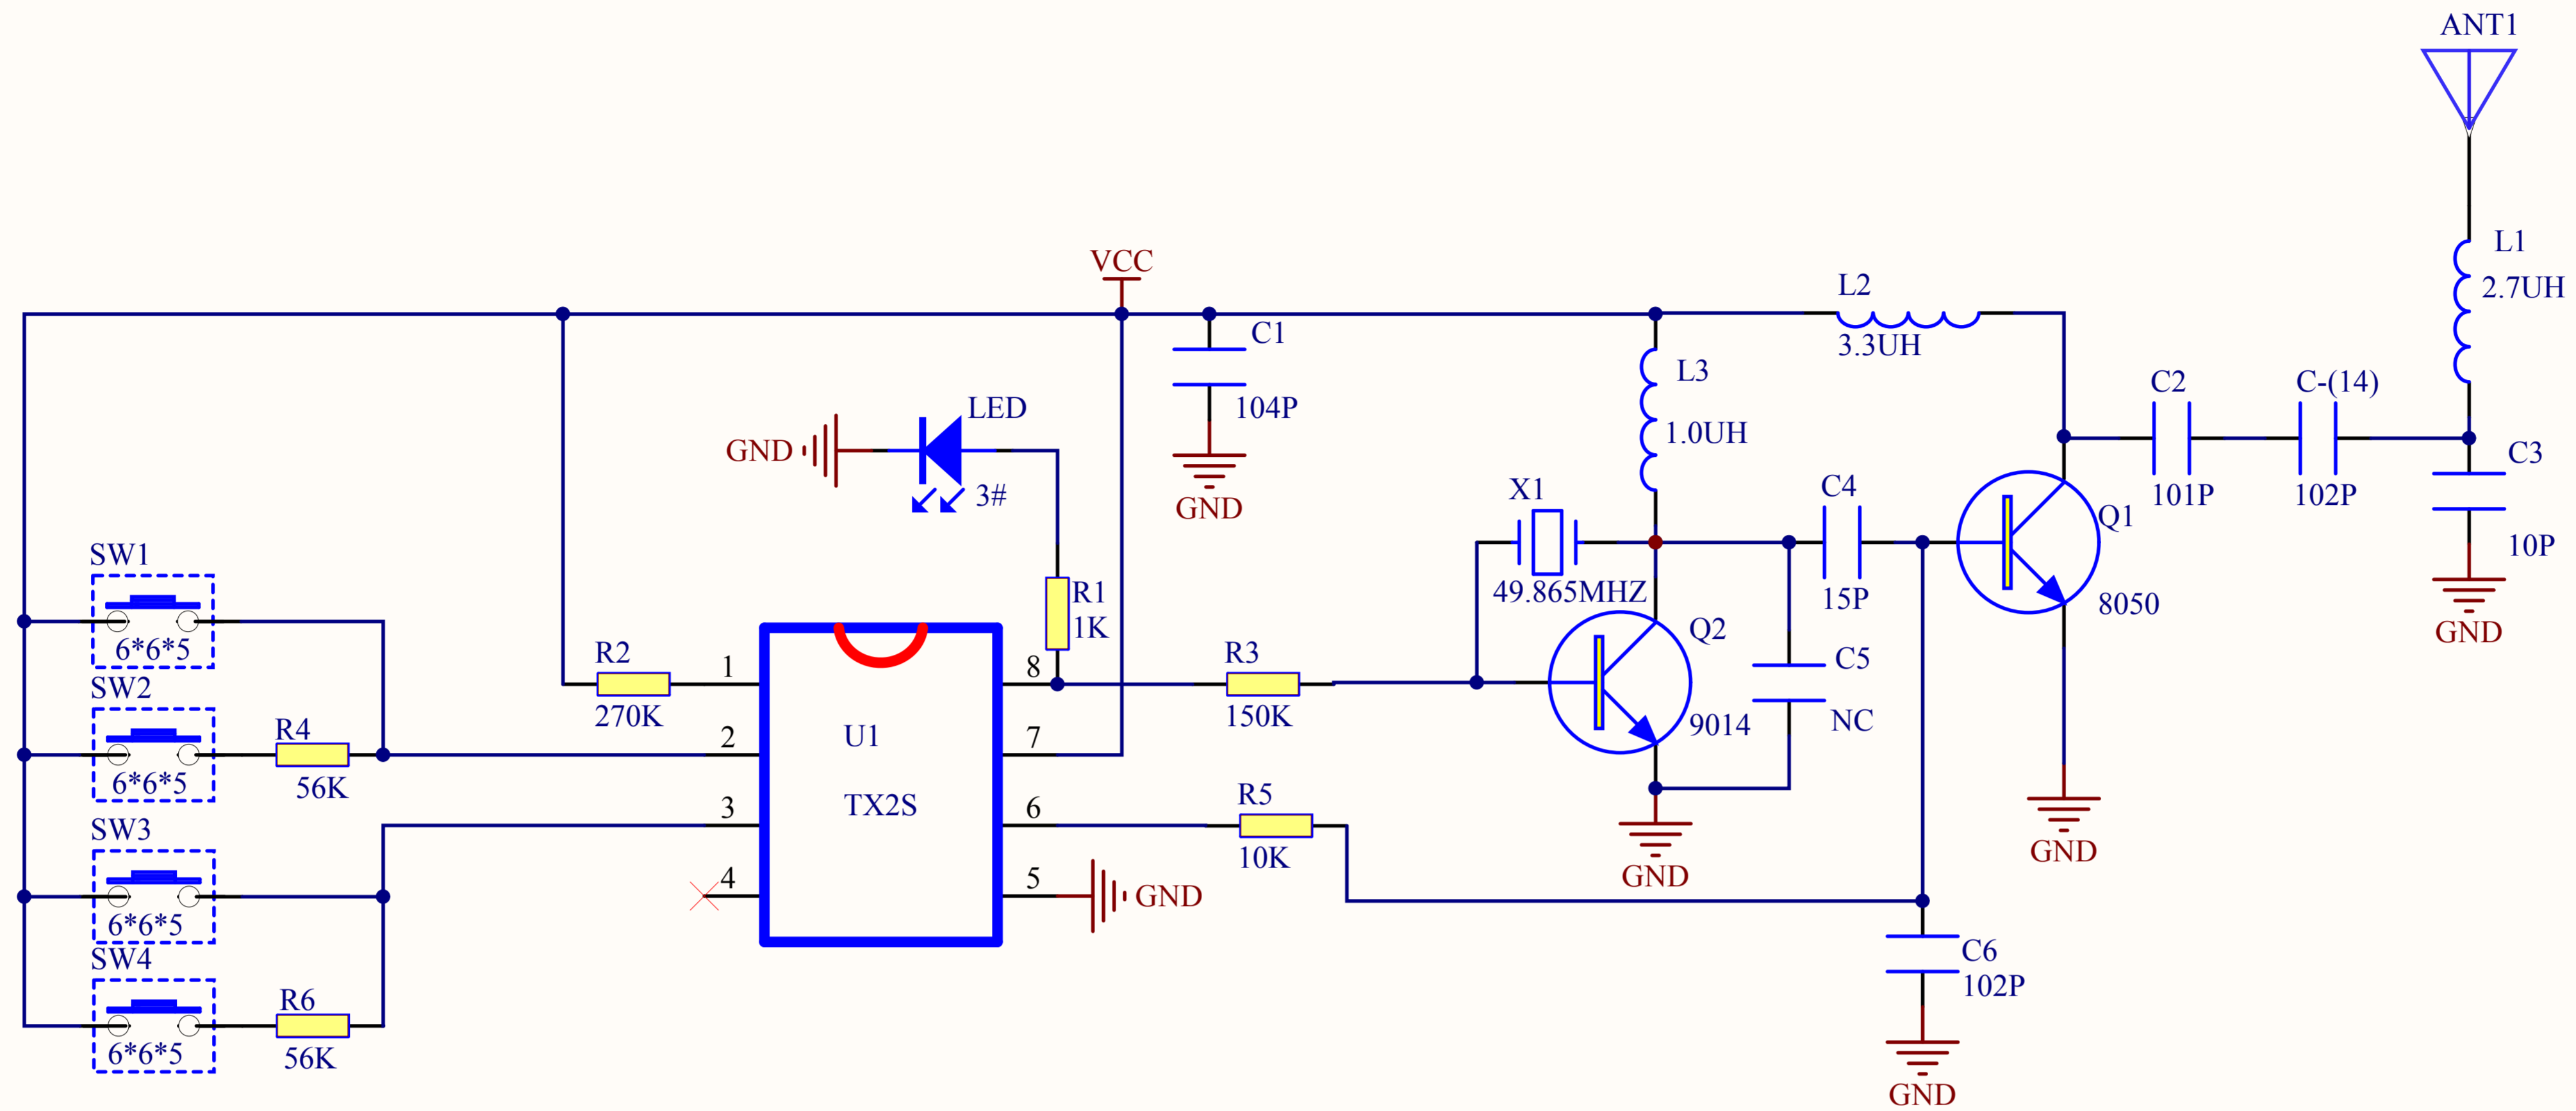 ANT1
L1
2.7UH
VCC
L2
3.3UH
C1
104P
L3
1.0UH
LED
3#
GND
GND
C2
101P
C-(14)
102P
C3
10P
GND
X1
49.865MHZ
C4
15P
Q1
8050
SW1
6*6*5
SW2
6*6*5
R4
56K
SW3
6*6*5
SW4
6*6*5
R6
56K
R2
270K
R1
1K
1
2
3
4
U1
TX2S
8
7
6
5
GND
R3
150K
R5
10K
Q2
9014
C5
NC
GND
GND
C6
102P
GND